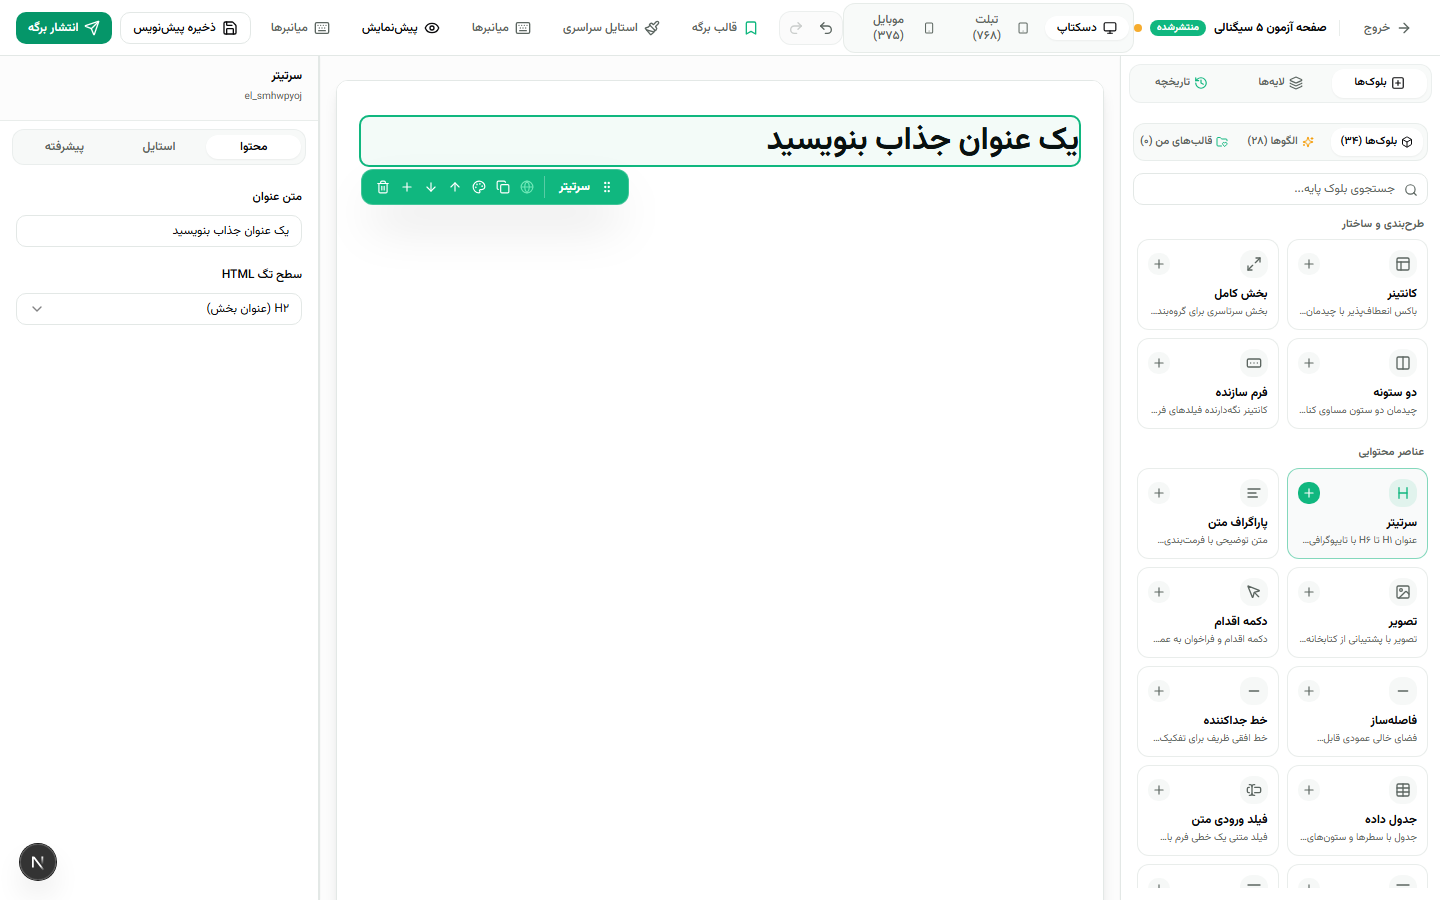 خروج
صفحه آزمون ۵ سیگنالی
منتشرشده
دسکتاپ
تبلت (۷۶۸)
موبایل (۳۷۵)
قالب برگه
استایل سراسری
میانبرها
پیش‌نمایش
میانبرها
ذخیره پیش‌نویس
انتشار برگه
بلوک‌ها
لایه‌ها
تاریخچه
بلوک‌ها (۳۴)
الگوها (۲۸)
قالب‌های من (۰)
جستجوی بلوک پایه...
طرح‌بندی و ساختار
کانتینر
باکس انعطاف‌پذیر با چیدمان...
بخش کامل
بخش سرتاسری برای گروه‌بند...
دو ستونه
چیدمان دو ستون مساوی کنا...
فرم سازنده
کانتینر نگه‌دارنده فیلدهای فر...
عناصر محتوایی
سرتیتر
عنوان H۱ تا H۶ با تایپوگرافی...
پاراگراف متن
متن توضیحی با فرمت‌بندی...
تصویر
تصویر با پشتیبانی از کتابخانه...
دکمه اقدام
دکمه اقدام و فراخوان به عمـ...
فاصله‌ساز
فضای خالی عمودی قابل...
خط جداکننده
خط افقی ظریف برای تفکیک...
جدول داده
جدول با سطرها و ستون‌های...
فیلد ورودی متن
فیلد متنی یک خطی فرم با...
یک عنوان جذاب بنویسید
سرتیتر
سرتیتر
el_smhwpyoj
محتوا
استایل
پیشرفته
متن عنوان
یک عنوان جذاب بنویسید
سطح تگ HTML
H۲ (عنوان بخش)
N